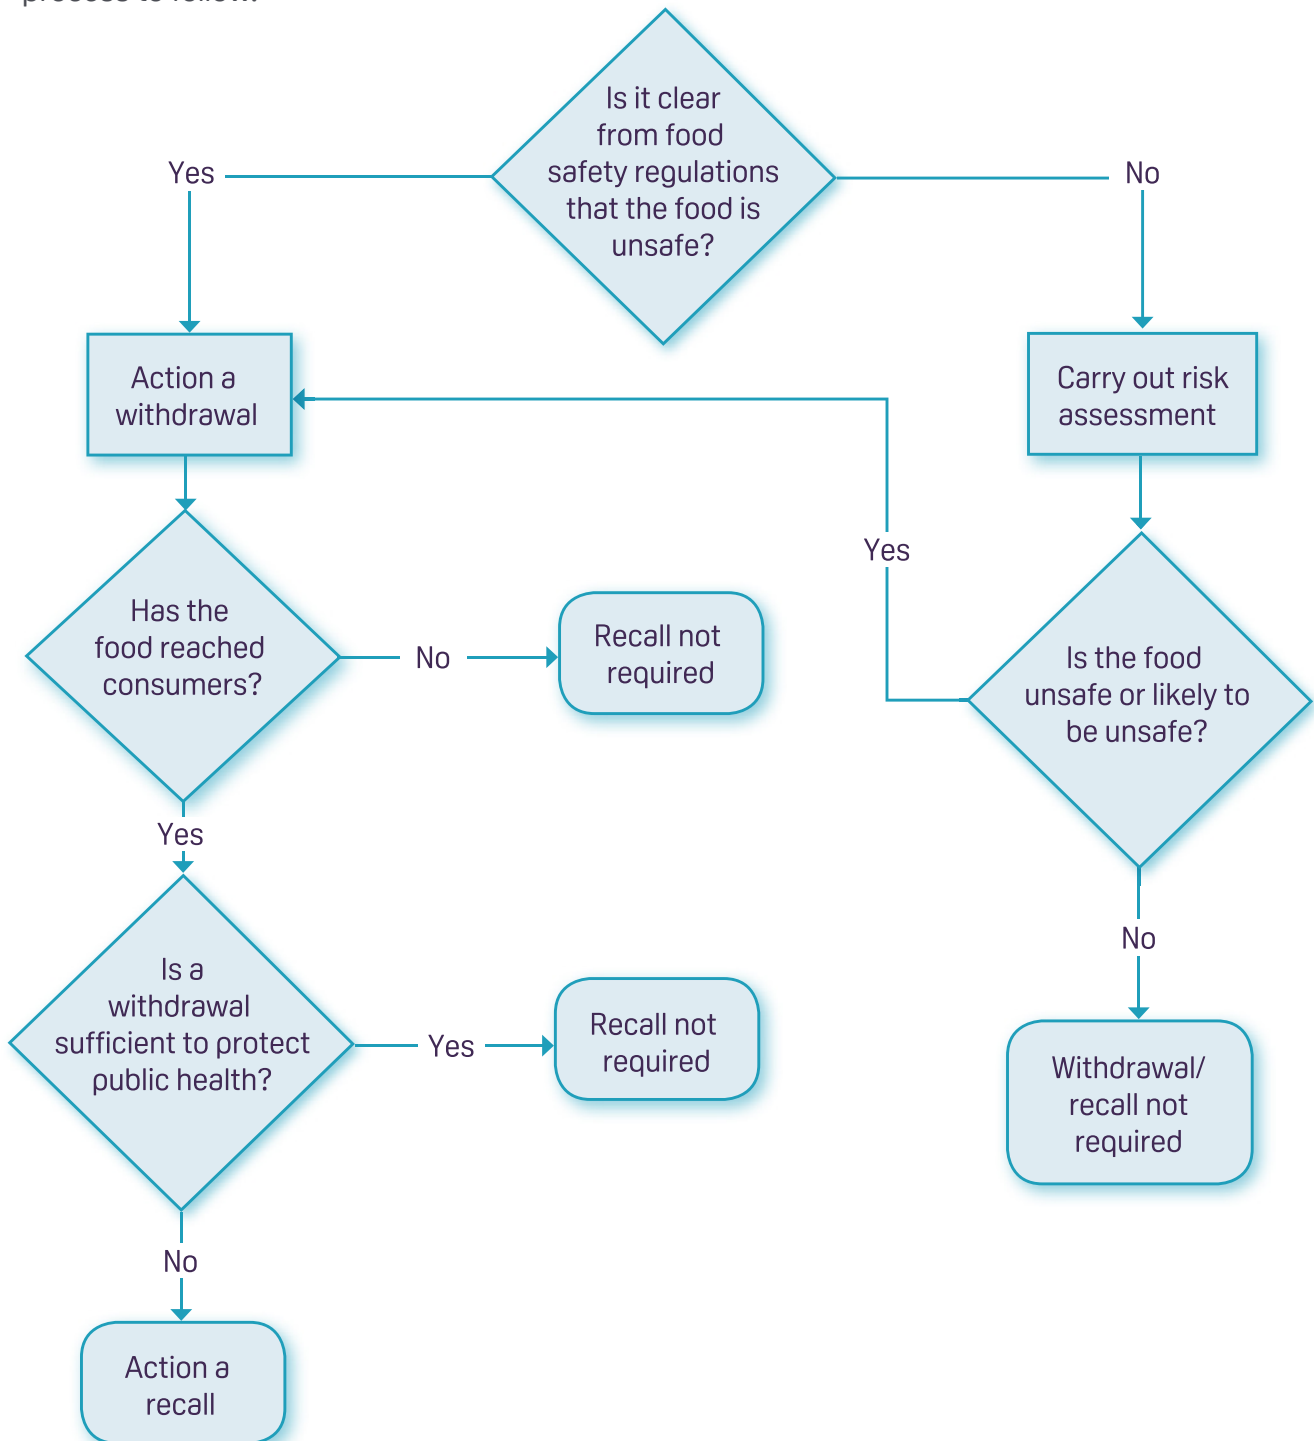 process to follow.
Is it clear
from food
safety regulations
that the food is
unsafe?
Yes
No
Action a
withdrawal
Carry out risk
assessment
Yes
Has the
food reached
consumers?
No
Recall not
required
Is the food
unsafe or likely to
be unsafe?
Yes
No
Is a
withdrawal
sufficient to protect
public health?
Yes
Recall not
required
Withdrawal/
recall not
required
No
Action a
recall